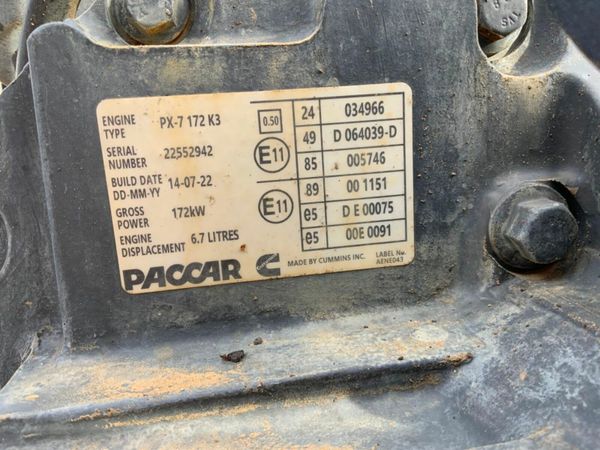 ENGINE TYPE PX-7 172 K3
SERIAL NUMBER 22552942
BUILD DATE DD-MM-YY 14-07-22
GROSS POWER 172kW
ENGINE DISPLACEMENT 6.7 LITRES
0.50
E11
E11
24 034966
49 D 064039-D
85 005746
89 00 1151
e5 D E 00075
e5 00E 0091
PACCAR
MADE BY CUMMINS INC.
LABEL No.
AENE043